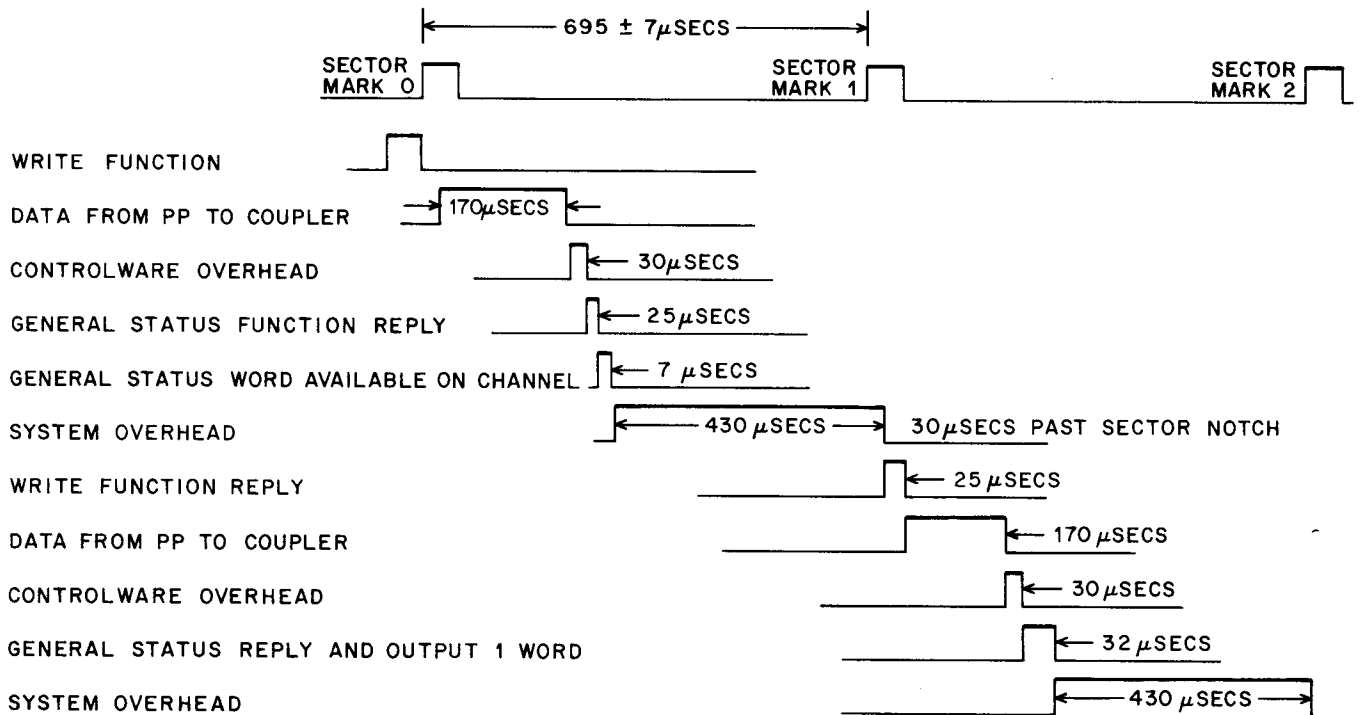 695 ± 7μSECS
SECTOR MARK 0
SECTOR MARK 1
SECTOR MARK 2
WRITE FUNCTION
DATA FROM PP TO COUPLER
170μSECS
CONTROLWARE OVERHEAD
30μSECS
GENERAL STATUS FUNCTION REPLY
25μSECS
GENERAL STATUS WORD AVAILABLE ON CHANNEL
7 μSECS
SYSTEM OVERHEAD
430 μSECS
30μSECS PAST SECTOR NOTCH
WRITE FUNCTION REPLY
25 μSECS
DATA FROM PP TO COUPLER
170 μSECS
CONTROLWARE OVERHEAD
30 μSECS
GENERAL STATUS REPLY AND OUTPUT 1 WORD
32 μSECS
SYSTEM OVERHEAD
430 μSECS